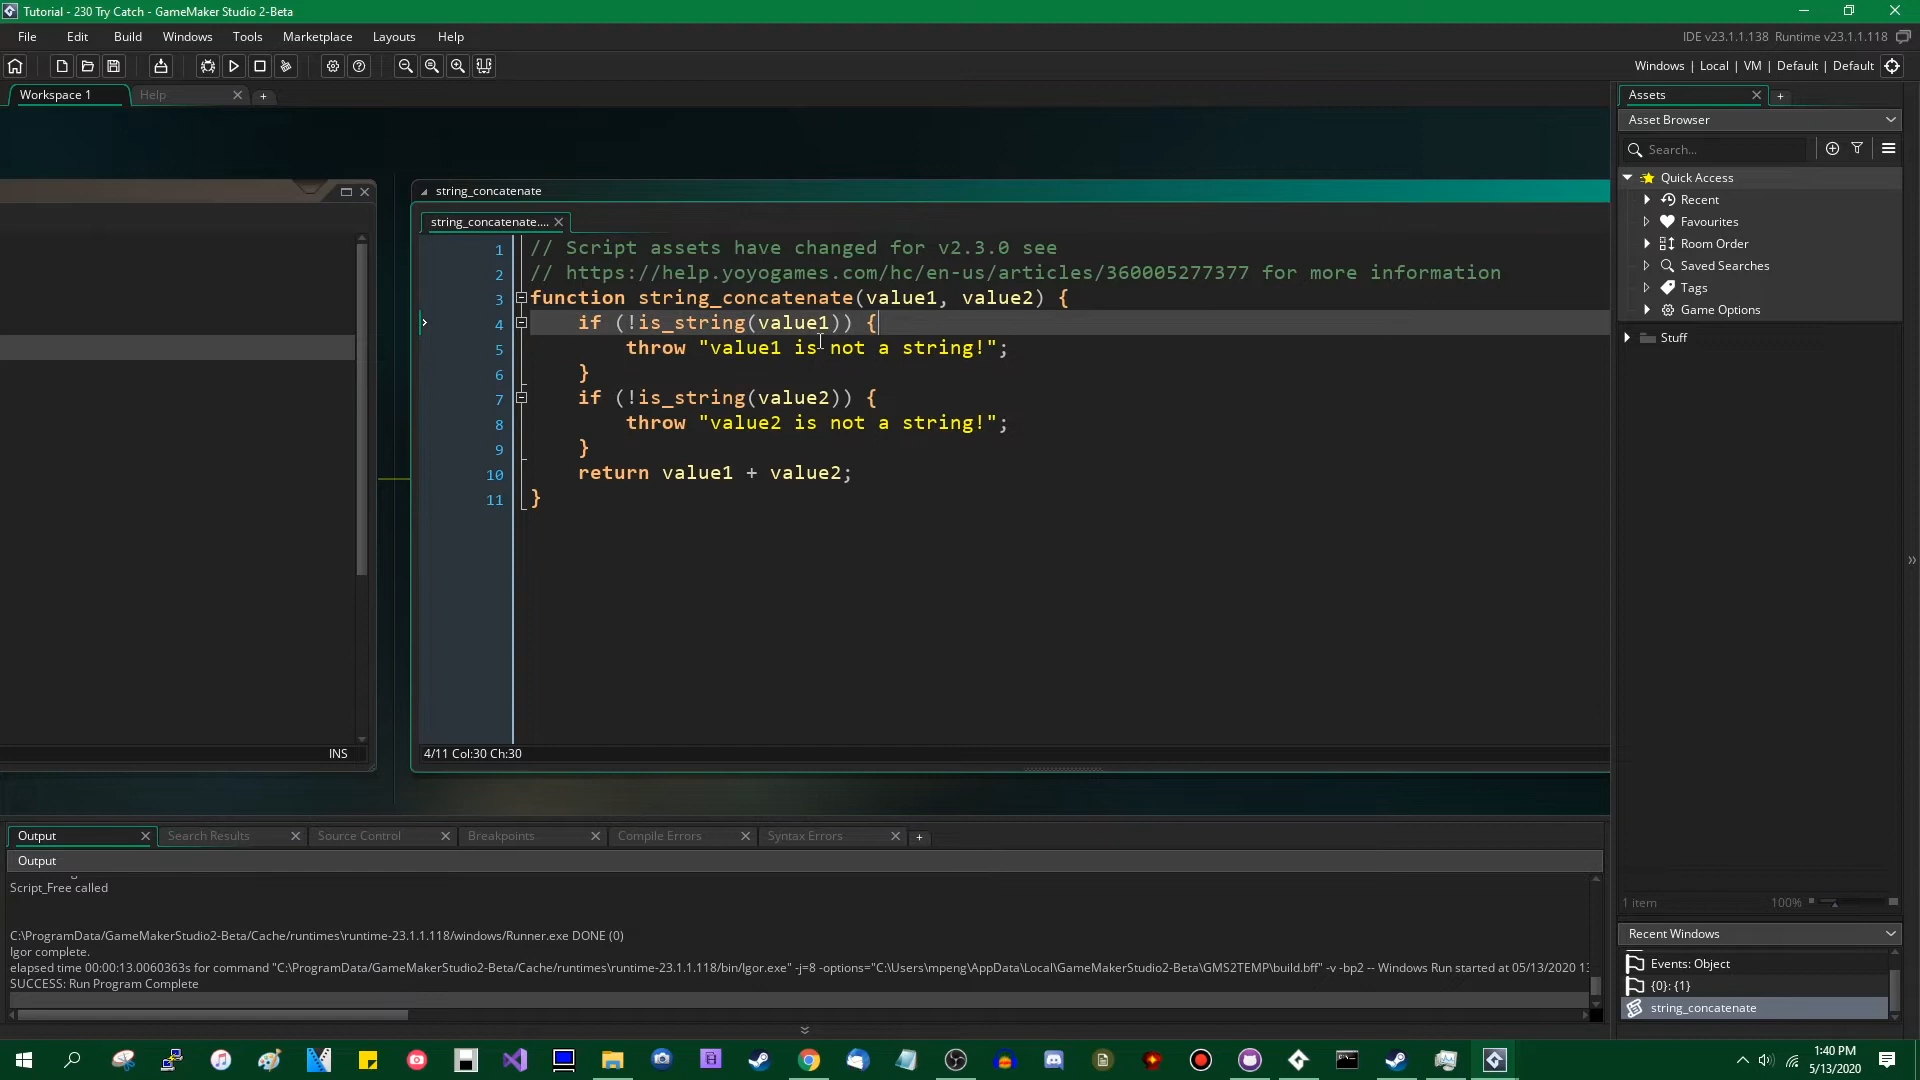 Tutorial - 230 Try Catch - GameMaker Studio 2-Beta
File Edit Build Windows Tools Marketplace Layouts Help
IDE v23.1.1.138 Runtime v23.1.1.118
Windows | Local | VM | Default | Default
Workspace 1 Help
Assets
Asset Browser
Search...
Quick Access
Recent
Favourites
Room Order
Saved Searches
Tags
Game Options
Stuff
string_concatenate
string_concatenate....
1 // Script assets have changed for v2.3.0 see
2 // https://help.yoyogames.com/hc/en-us/articles/360005277377 for more information
3 function string_concatenate(value1, value2) {
4 if (!is_string(value1)) {
5 throw "value1 is not a string!";
6 }
7 if (!is_string(value2)) {
8 throw "value2 is not a string!";
9 }
10 return value1 + value2;
11 }
INS
4/11 Col:30 Ch:30
Output Search Results Source Control Breakpoints Compile Errors Syntax Errors
Output
Script_Free called
C:\ProgramData/GameMakerStudio2-Beta/Cache/runtimes\runtime-23.1.1.118/windows/Runner.exe DONE (0)
Igor complete.
elapsed time 00:00:13.0060363s for command "C:\ProgramData/GameMakerStudio2-Beta/Cache/runtimes\runtime-23.1.1.118/bin/Igor.exe" -j=8 -options="C:\Users\mpeng\AppData\Local\GameMakerStudio2-Beta\GMS2TEMP\build.bff" -v -bp2 -- Windows Run started at 05/13/2020 13
SUCCESS: Run Program Complete
1 item 100%
Recent Windows
Events: Object
{0}: {1}
string_concatenate
1:40 PM
5/13/2020